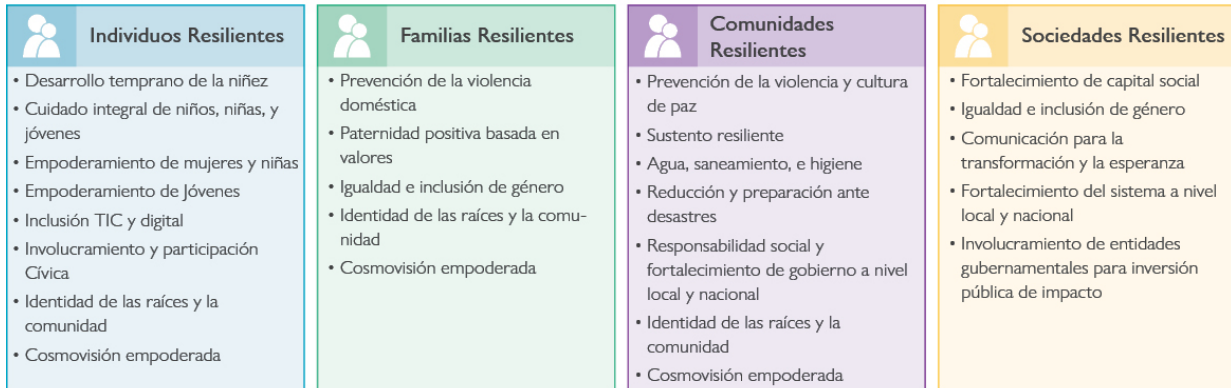 Individuos Resilientes
• Desarrollo temprano de la niñez
• Cuidado integral de niños, niñas, y
jóvenes
• Empoderamiento de mujeres y niñas
• Empoderamiento de Jóvenes
• Inclusión TIC y digital
• Involucramiento y participación
Cívica
• Identidad de las raíces y la
comunidad
• Cosmovisión empoderada
Familias Resilientes
• Prevención de la violencia
doméstica
• Paternidad positiva basada en
valores
• Igualdad e inclusión de género
• Identidad de las raíces y la comu-
nidad
• Cosmovisión empoderada
Comunidades
Resilientes
• Prevención de la violencia y cultura
de paz
• Sustento resiliente
• Agua, saneamiento, e higiene
• Reducción y preparación ante
desastres
• Responsabilidad social y
fortalecimiento de gobierno a nivel
local y nacional
• Identidad de las raíces y la
comunidad
• Cosmovisión empoderada
Sociedades Resilientes
• Fortalecimiento de capital social
• Igualdad e inclusión de género
• Comunicación para la
transformación y la esperanza
• Fortalecimiento del sistema a nivel
local y nacional
• Involucramiento de entidades
gubernamentales para inversión
pública de impacto